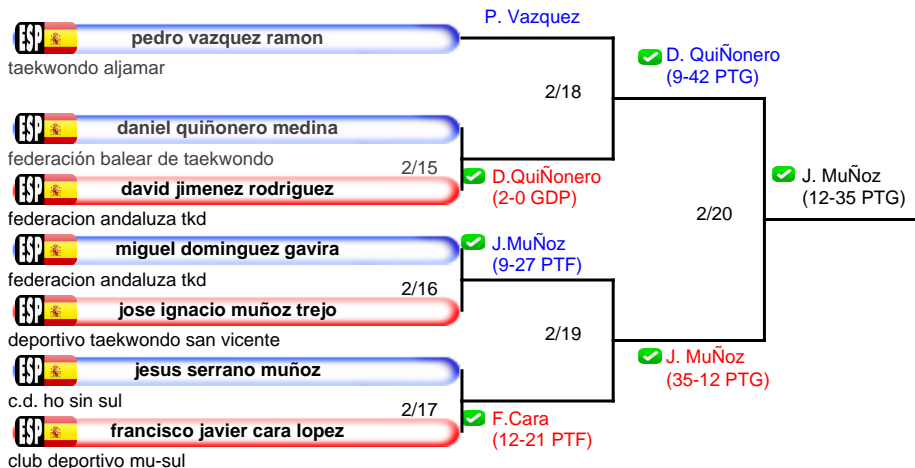 P. Vazquez
ESP pedro vazquez ramon
taekwondo aljamar
D. QuiÑonero
(9-42 PTG)
2/18
ESP daniel quiñonero medina
federación balear de taekwondo
2/15
D.QuiÑonero
(2-0 GDP)
ESP david jimenez rodriguez
federacion andaluza tkd
J. MuÑoz
(12-35 PTG)
2/20
ESP miguel dominguez gavira
federacion andaluza tkd
J.MuÑoz
(9-27 PTF)
2/16
ESP jose ignacio muñoz trejo
deportivo taekwondo san vicente
2/19
ESP jesus serrano muñoz
c.d. ho sin sul
J. MuÑoz
(35-12 PTG)
2/17
F.Cara
(12-21 PTF)
ESP francisco javier cara lopez
club deportivo mu-sul